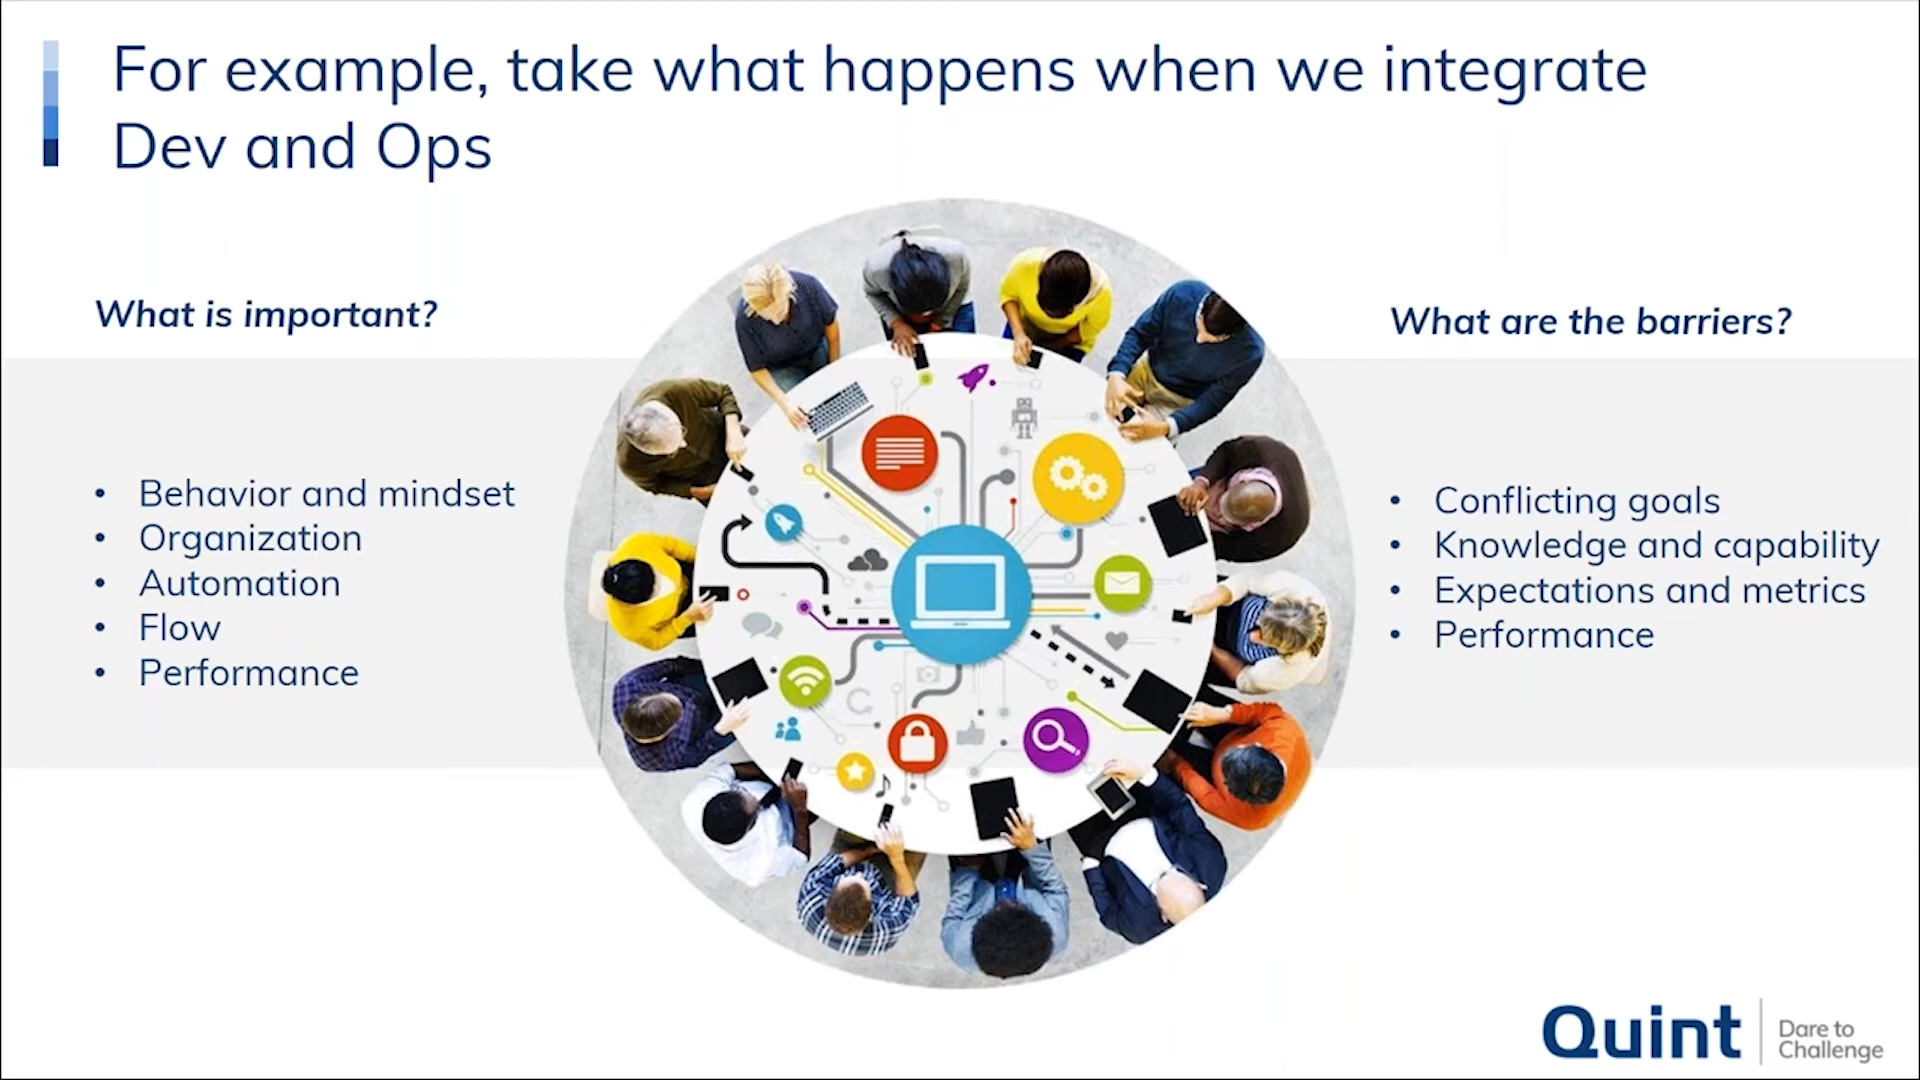 For example, take what happens when we integrate
Dev and Ops
What is important?
• Behavior and mindset
• Organization
• Automation
• Flow
• Performance
What are the barriers?
• Conflicting goals
• Knowledge and capability
• Expectations and metrics
• Performance
Quint
Dare to
Challenge